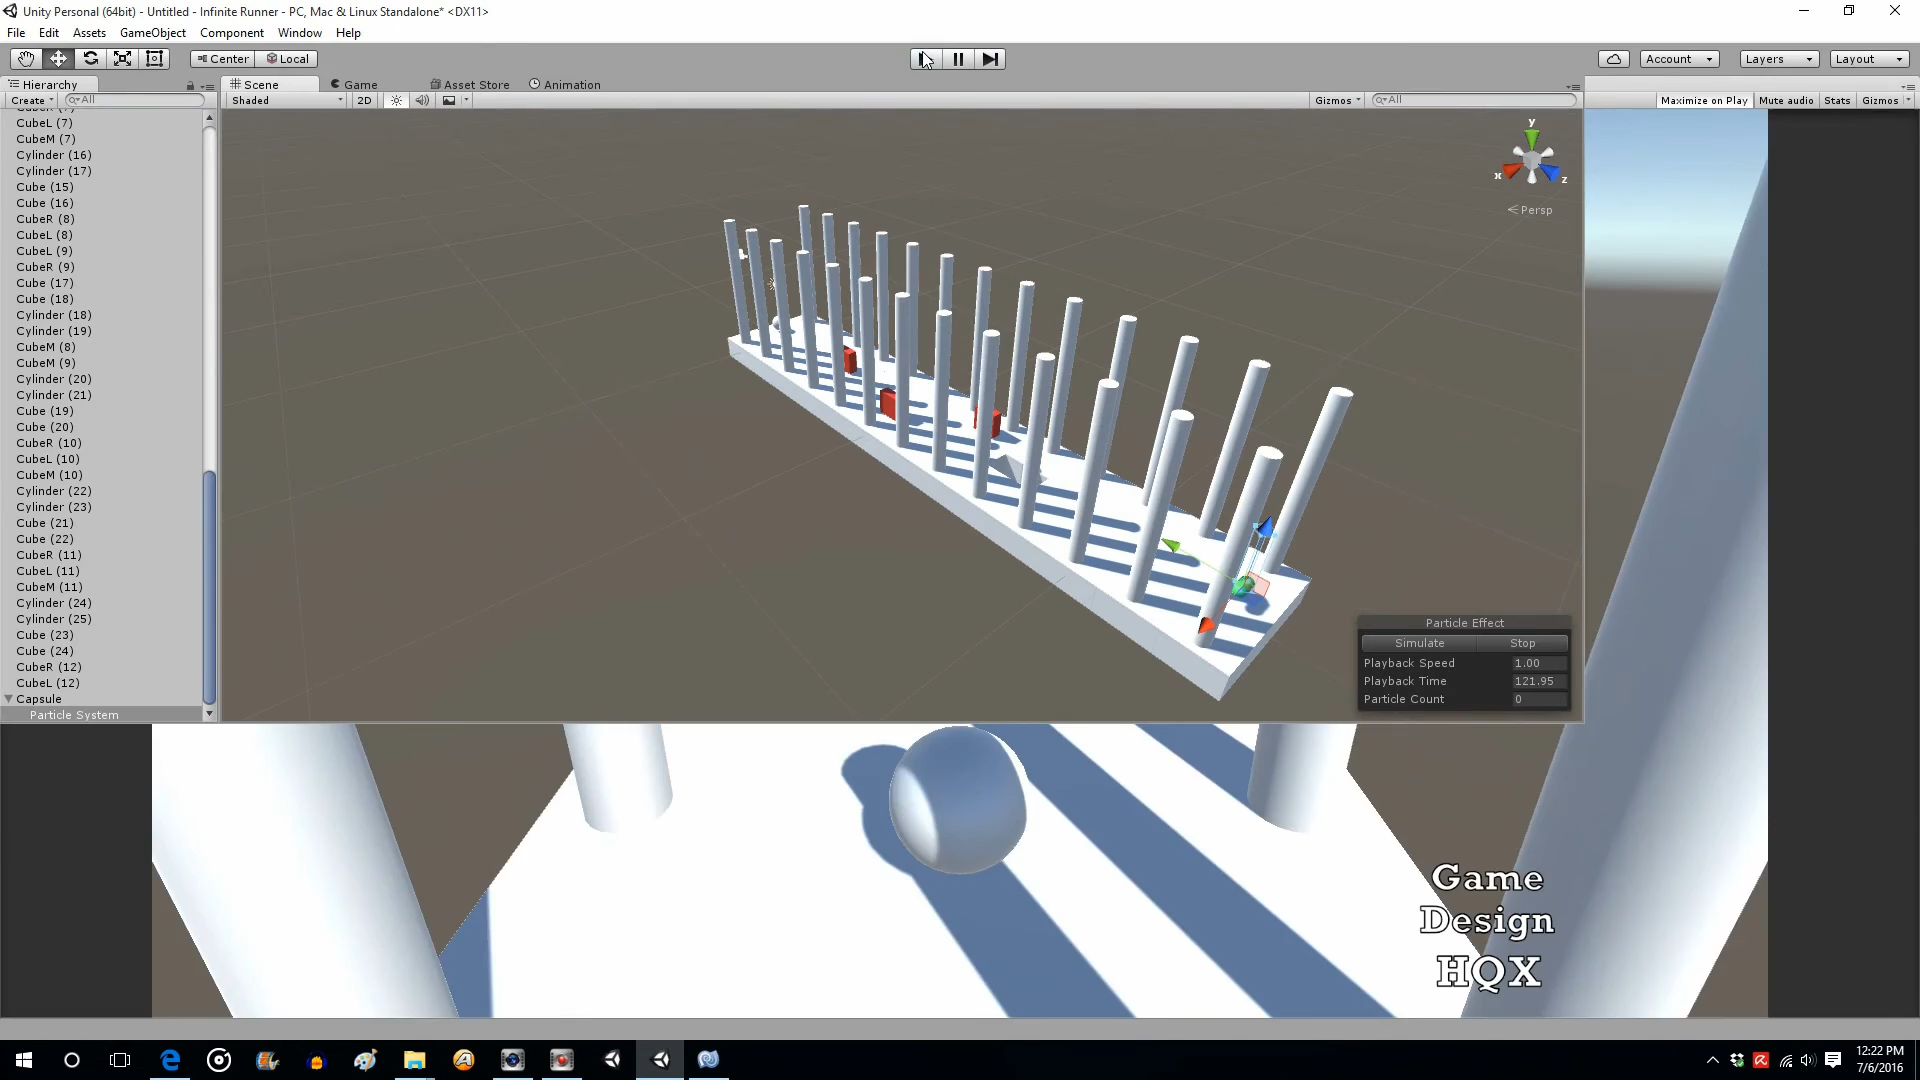 Unity Personal (64bit) - Untitled - Infinite Runner - PC, Mac & Linux Standalone* <DX11>
File Edit Assets GameObject Component Window Help
Center Local
Account Layers Layout
Hierarchy
Scene Game Asset Store Animation
Create All
Shaded 2D Gizmos All
Maximize on Play Mute audio Stats Gizmos
CubeL (7)
CubeM (7)
Cylinder (16)
Cylinder (17)
Cube (15)
Cube (16)
CubeR (8)
CubeL (8)
CubeL (9)
CubeR (9)
Cube (17)
Cube (18)
Cylinder (18)
Cylinder (19)
CubeM (8)
CubeM (9)
Cylinder (20)
Cylinder (21)
Cube (19)
Cube (20)
CubeR (10)
CubeL (10)
CubeM (10)
Cylinder (22)
Cylinder (23)
Cube (21)
Cube (22)
CubeR (11)
CubeL (11)
CubeM (11)
Cylinder (24)
Cylinder (25)
Cube (23)
Cube (24)
CubeR (12)
CubeL (12)
Capsule
Particle System
y
x z
Persp
Particle Effect
Simulate Stop
Playback Speed 1.00
Playback Time 121.95
Particle Count 0
Game
Design
HQX
12:22 PM
7/6/2016